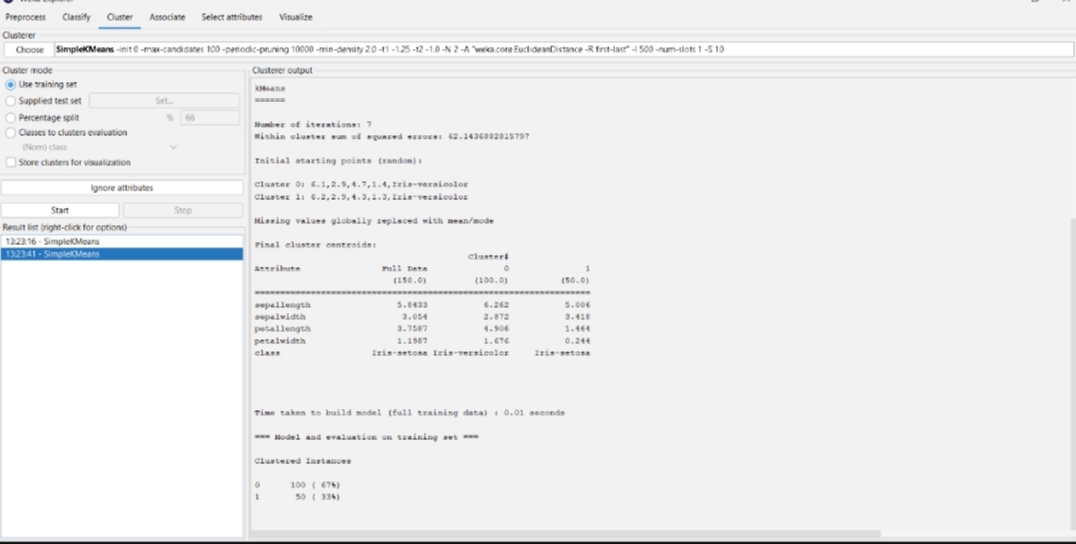 Preprocess Classify Cluster Associate Select attributes Visualize
Clusterer
Choose SimpleKMeans -init 0 -max-candidates 100 -periodic-pruning 10000 -min-density 2.0 -t1 -1.25 -t2 -1.0 -N 2 -A "weka.core.EuclideanDistance -R first-last" -I 500 -num-slots 1 -S 10
Cluster mode
Use training set
Supplied test set Set...
Percentage split % 66
Classes to clusters evaluation
(Nom) class
Store clusters for visualization
Ignore attributes
Start Stop
Result list (right-click for options)
13:23:16 - SimpleKMeans
13:23:41 - SimpleKMeans
Clusterer output
kMeans
======
Number of iterations: 7
Within cluster sum of squared errors: 62.1436882815797
Initial starting points (random):
Cluster 0: 6.1,2.9,4.7,1.4,Iris-versicolor
Cluster 1: 6.2,2.9,4.3,1.3,Iris-versicolor
Missing values globally replaced with mean/mode
Final cluster centroids:
Cluster#
Attribute Full Data 0 1
(150.0) (100.0) (50.0)
sepallength 5.8433 6.262 5.006
sepalwidth 3.054 2.872 3.418
petallength 3.7587 4.906 1.464
petalwidth 1.1987 1.676 0.244
class Iris-setosa Iris-versicolor Iris-setosa
Time taken to build model (full training data) : 0.01 seconds
=== Model and evaluation on training set ===
Clustered Instances
0 100 ( 67%)
1 50 ( 33%)